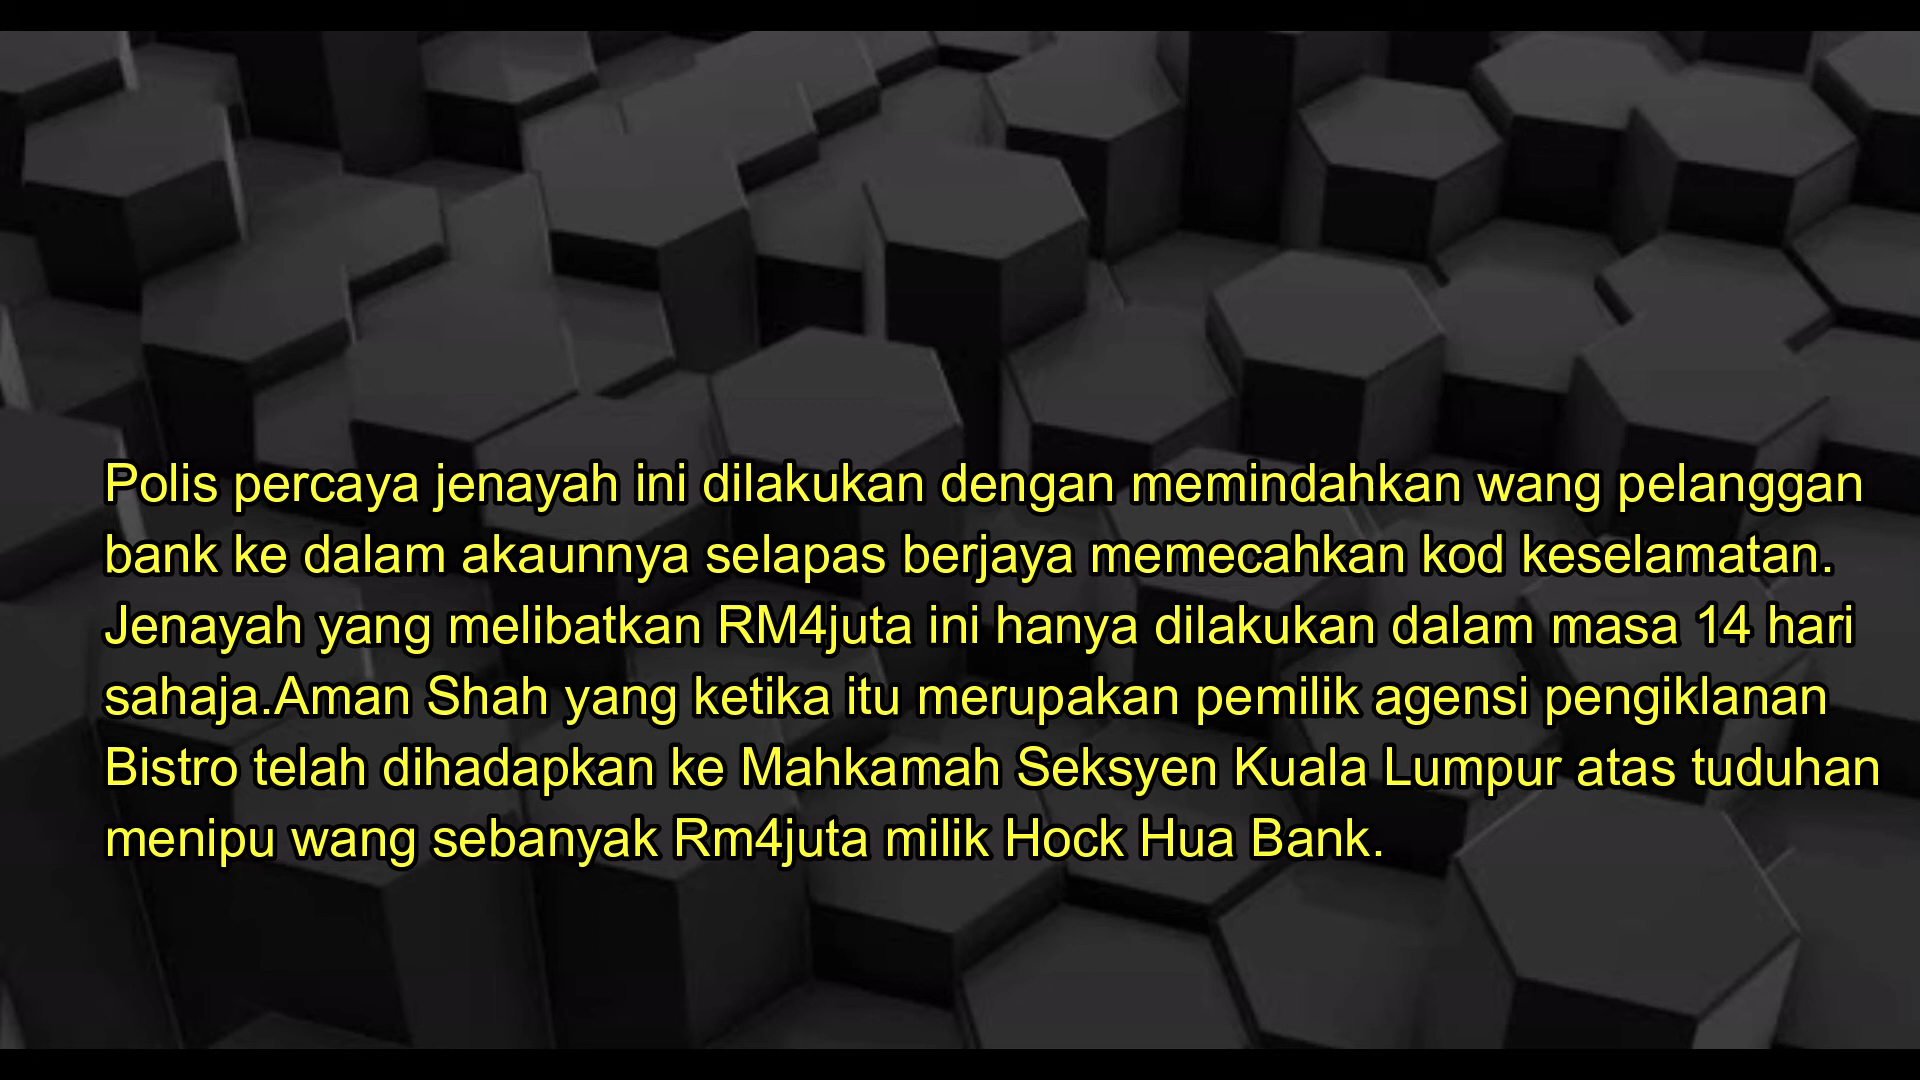 Polis percaya jenayah ini dilakukan dengan memindahkan wang pelanggan
bank ke dalam akaunnya selapas berjaya memecahkan kod keselamatan.
Jenayah yang melibatkan RM4juta ini hanya dilakukan dalam masa 14 hari
sahaja.Aman Shah yang ketika itu merupakan pemilik agensi pengiklanan
Bistro telah dihadapkan ke Mahkamah Seksyen Kuala Lumpur atas tuduhan
menipu wang sebanyak Rm4juta milik Hock Hua Bank.